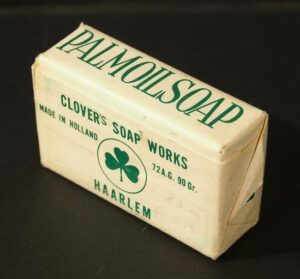 PALMOILSOAP
CLOVER'S SOAP WORKS
MADE IN HOLLAND
72 A.G. 90 Gr.
HAARLEM